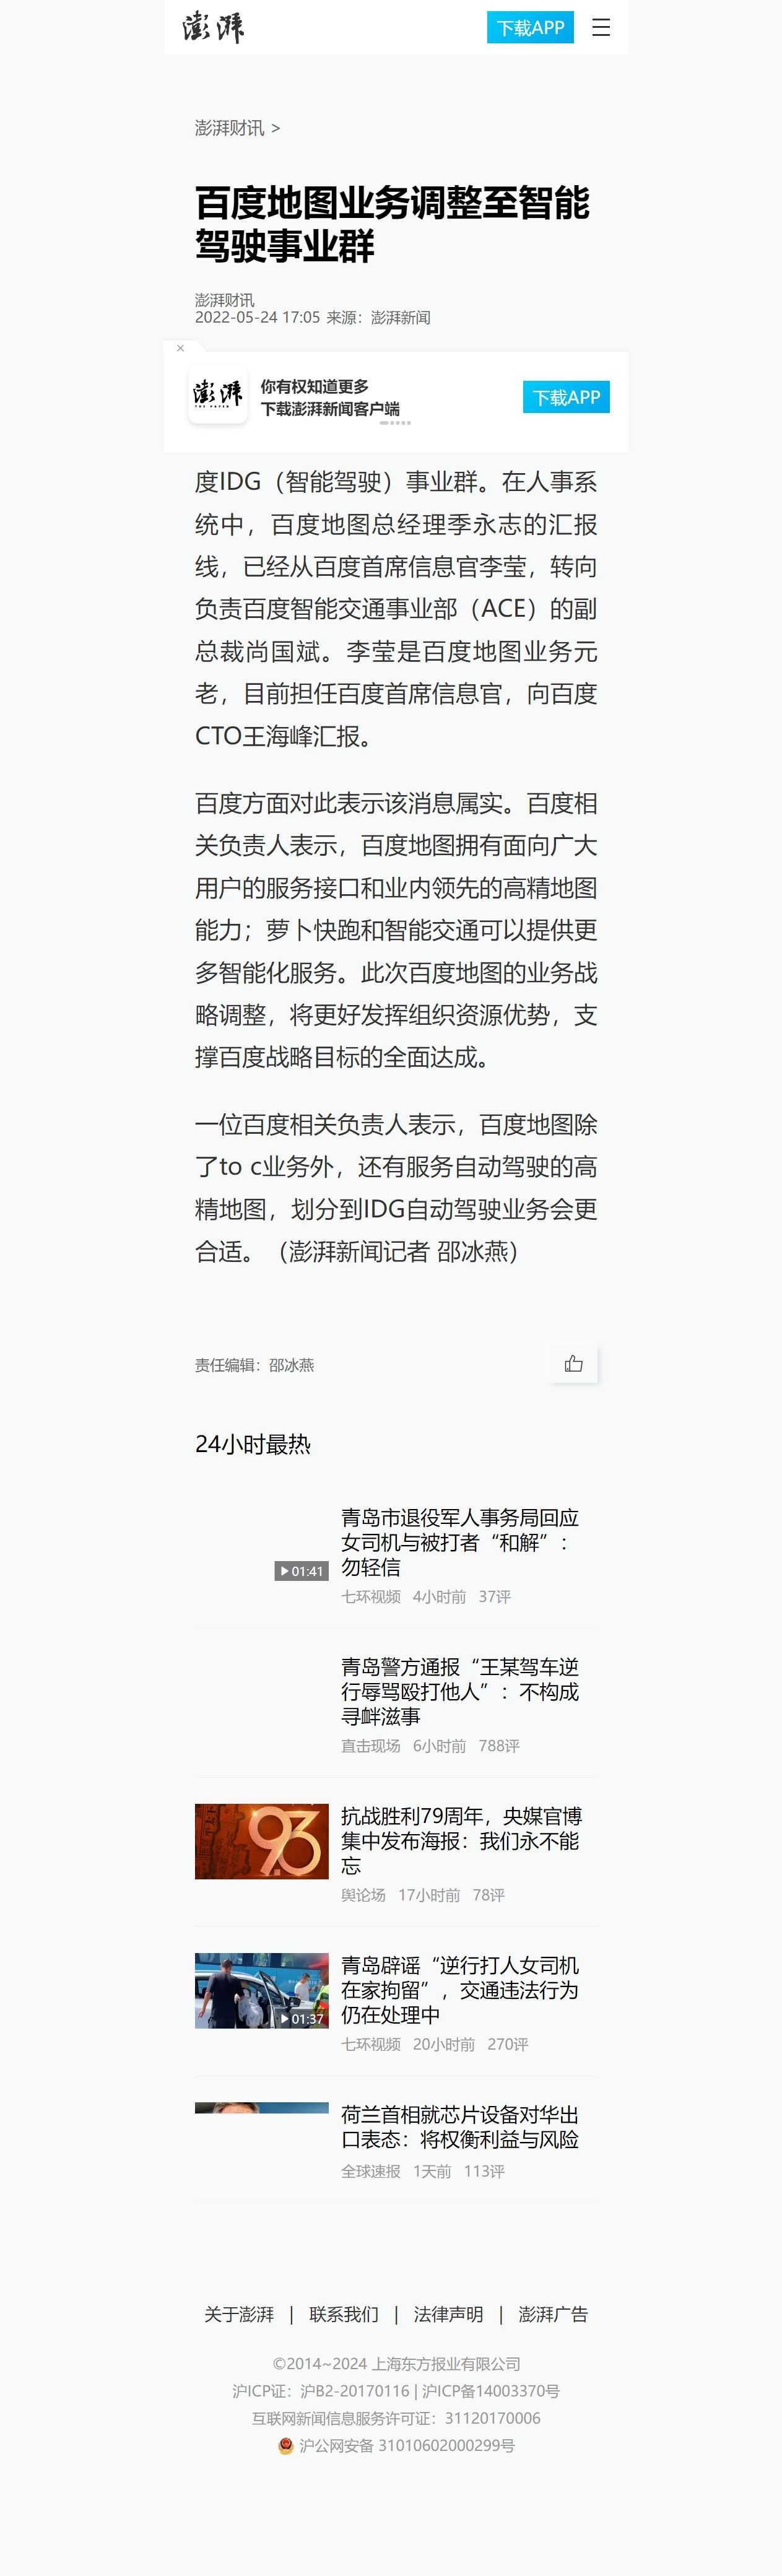 澎湃
下载APP
澎湃财讯 >
百度地图业务调整至智能
驾驶事业群
澎湃财讯
2022-05-24 17:05 来源：澎湃新闻
×
澎湃
THE PAPER
你有权知道更多
下载澎湃新闻客户端
下载APP
度IDG（智能驾驶）事业群。在人事系
统中，百度地图总经理季永志的汇报
线，已经从百度首席信息官李莹，转向
负责百度智能交通事业部（ACE）的副
总裁尚国斌。李莹是百度地图业务元
老，目前担任百度首席信息官，向百度
CTO王海峰汇报。
百度方面对此表示该消息属实。百度相
关负责人表示，百度地图拥有面向广大
用户的服务接口和业内领先的高精地图
能力；萝卜快跑和智能交通可以提供更
多智能化服务。此次百度地图的业务战
略调整，将更好发挥组织资源优势，支
撑百度战略目标的全面达成。
一位百度相关负责人表示，百度地图除
了to c业务外，还有服务自动驾驶的高
精地图，划分到IDG自动驾驶业务会更
合适。（澎湃新闻记者 邵冰燕）
责任编辑：邵冰燕
24小时最热
01:41
青岛市退役军人事务局回应
女司机与被打者“和解”：
勿轻信
七环视频 4小时前 37评
青岛警方通报“王某驾车逆
行辱骂殴打他人”：不构成
寻衅滋事
直击现场 6小时前 788评
93
抗战胜利79周年，央媒官博
集中发布海报：我们永不能
忘
舆论场 17小时前 78评
01:37
青岛辟谣“逆行打人女司机
在家拘留”，交通违法行为
仍在处理中
七环视频 20小时前 270评
荷兰首相就芯片设备对华出
口表态：将权衡利益与风险
全球速报 1天前 113评
关于澎湃 | 联系我们 | 法律声明 | 澎湃广告
©2014~2024 上海东方报业有限公司
沪ICP证：沪B2-20170116 | 沪ICP备14003370号
互联网新闻信息服务许可证：31120170006
沪公网安备 31010602000299号